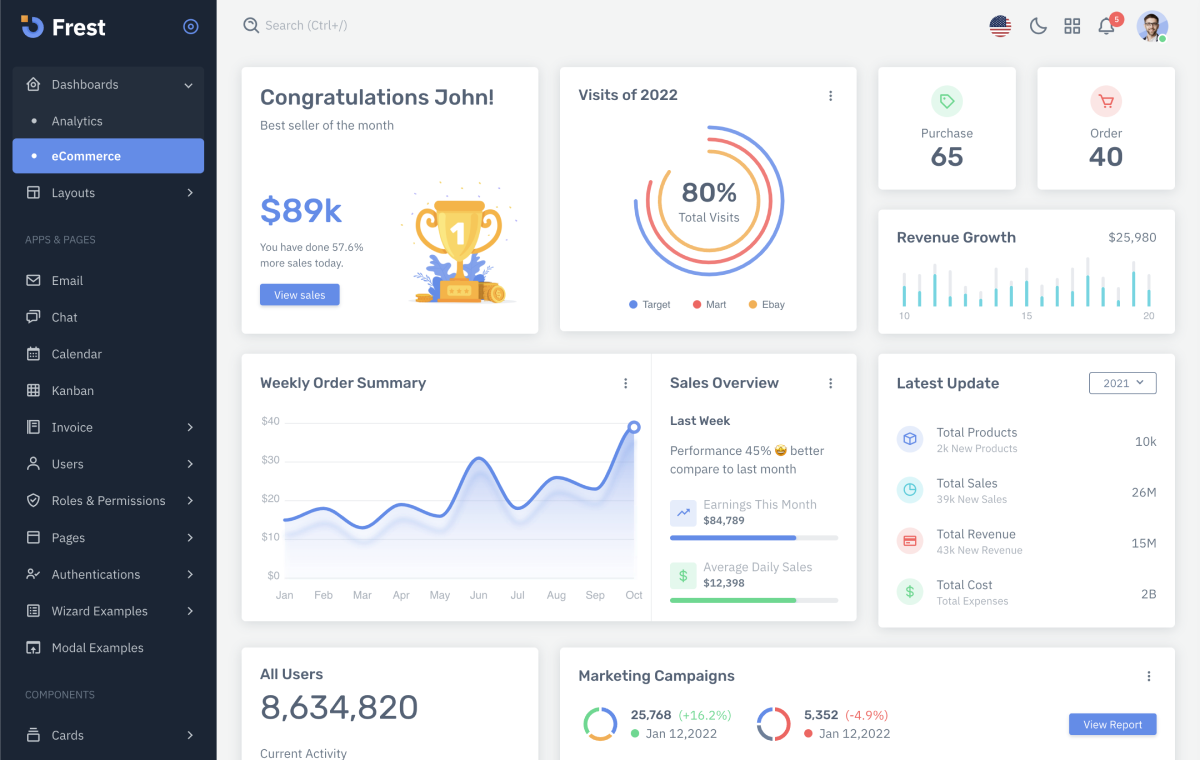 Frest
Dashboards
Analytics
eCommerce
Layouts
APPS & PAGES
Email
Chat
Calendar
Kanban
Invoice
Users
Roles & Permissions
Pages
Authentications
Wizard Examples
Modal Examples
COMPONENTS
Cards
Search (Ctrl+/)
5
Congratulations John!
Best seller of the month
$89k
You have done 57.6%
more sales today.
View sales
1
Visits of 2022
80%
Total Visits
Target
Mart
Ebay
Purchase
65
Order
40
Revenue Growth
$25,980
10
15
20
Weekly Order Summary
$40
$30
$20
$10
$0
Jan Feb Mar Apr May Jun Jul Aug Sep Oct
Sales Overview
Last Week
Performance 45% 🤩 better
compare to last month
Earnings This Month
$84,789
$
Average Daily Sales
$12,398
Latest Update
2021
Total Products
2k New Products
10k
Total Sales
39k New Sales
26M
Total Revenue
43k New Revenue
15M
$
Total Cost
Total Expenses
2B
All Users
8,634,820
Current Activity
Marketing Campaigns
25,768 (+16.2%)
Jan 12,2022
5,352 (-4.9%)
Jan 12,2022
View Report